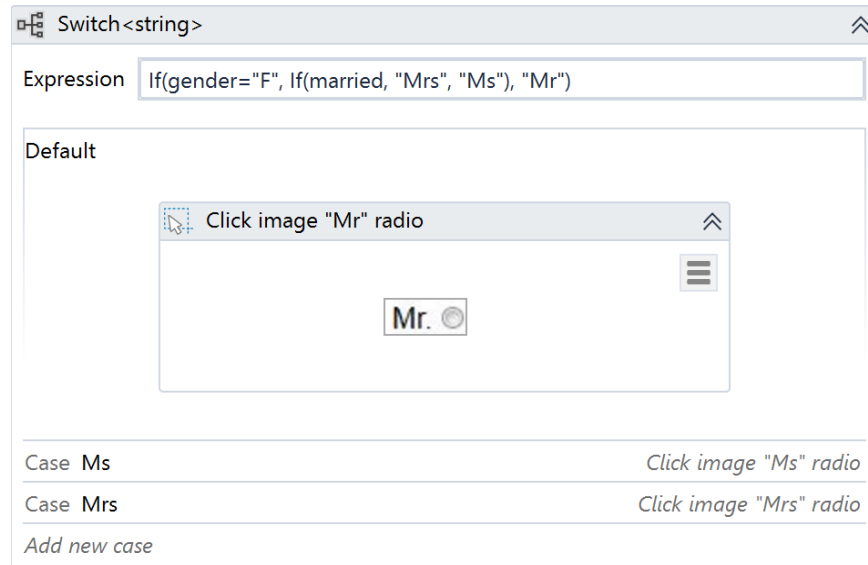 Switch<string>
Expression If(gender="F", If(married, "Mrs", "Ms"), "Mr")
Default
Click image "Mr" radio
Mr.
Case Ms Click image "Ms" radio
Case Mrs Click image "Mrs" radio
Add new case